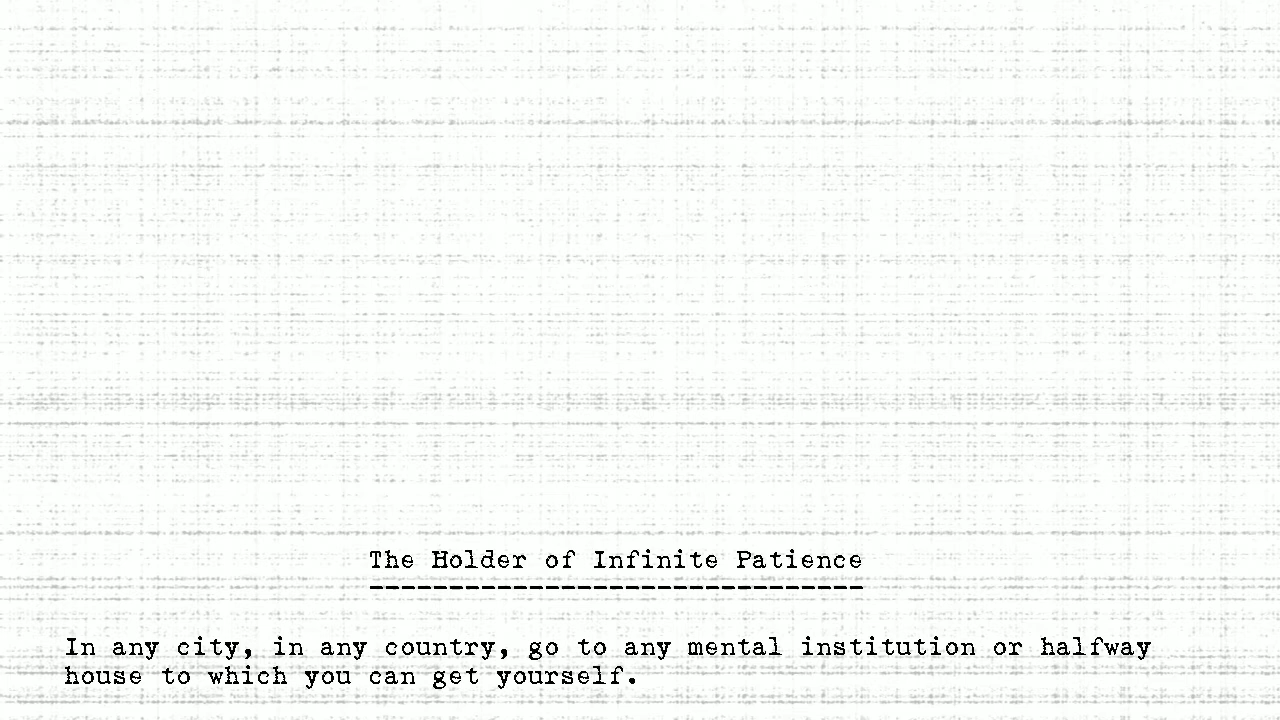 The Holder of Infinite Patience
-------------------------------
In any city, in any country, go to any mental institution or halfway
house to which you can get yourself.